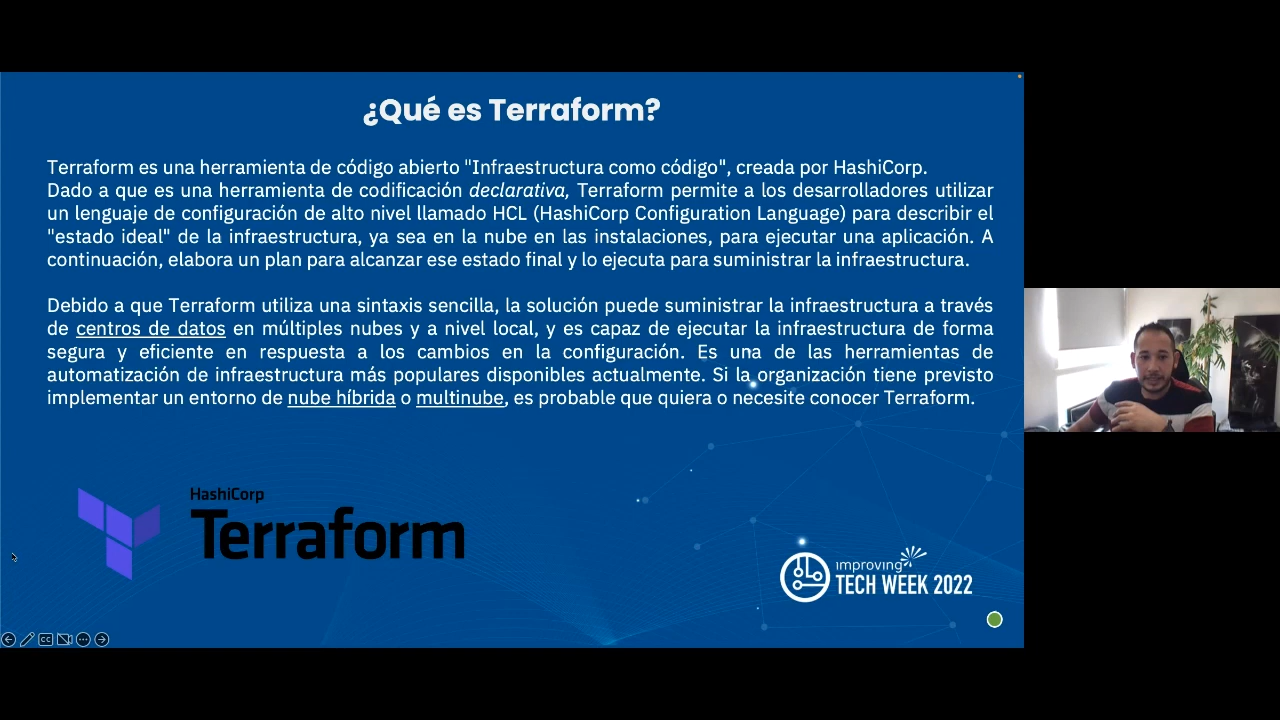 ¿Qué es Terraform?
Terraform es una herramienta de código abierto "Infraestructura como código", creada por HashiCorp.
Dado a que es una herramienta de codificación declarativa, Terraform permite a los desarrolladores utilizar
un lenguaje de configuración de alto nivel llamado HCL (HashiCorp Configuration Language) para describir el
"estado ideal" de la infraestructura, ya sea en la nube en las instalaciones, para ejecutar una aplicación. A
continuación, elabora un plan para alcanzar ese estado final y lo ejecuta para suministrar la infraestructura.
Debido a que Terraform utiliza una sintaxis sencilla, la solución puede suministrar la infraestructura a través
de centros de datos en múltiples nubes y a nivel local, y es capaz de ejecutar la infraestructura de forma
segura y eficiente en respuesta a los cambios en la configuración. Es una de las herramientas de
automatización de infraestructura más populares disponibles actualmente. Si la organización tiene previsto
implementar un entorno de nube híbrida o multinube, es probable que quiera o necesite conocer Terraform.
HashiCorp
Terraform
improving
TECH WEEK 2022
CC